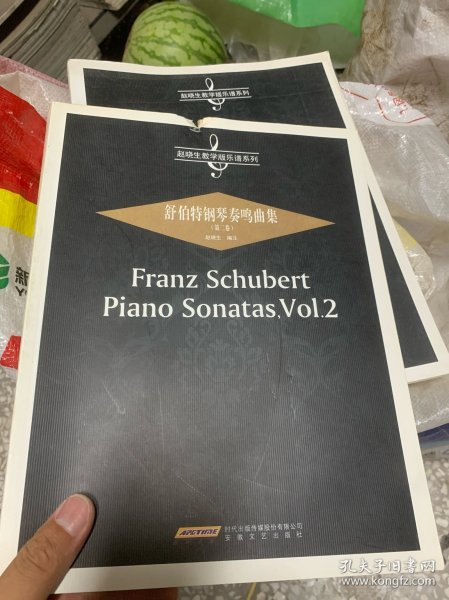 赵晓生教学版乐谱系列
赵晓生教学版乐谱系列
舒伯特钢琴奏鸣曲集
(第二卷)
赵晓生 编注
Franz Schubert
Piano Sonatas,Vol.2
新
ARCTIME
时代出版传媒股份有限公司
安徽文艺出版社
孔夫子旧书网
www.kongfz.com